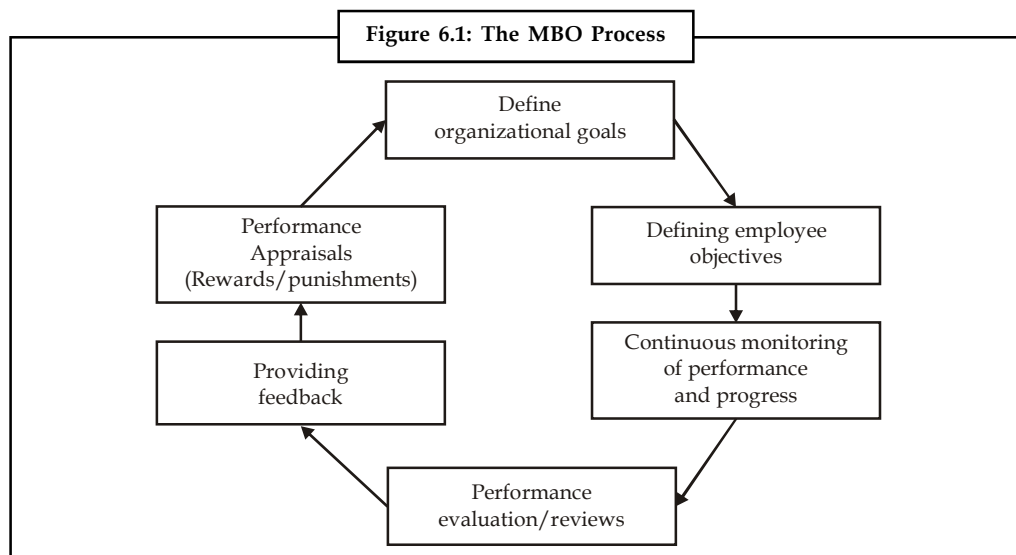 Figure 6.1: The MBO Process
Define
organizational goals
Defining employee
objectives
Continuous monitoring
of performance
and progress
Performance
evaluation/reviews
Providing
feedback
Performance
Appraisals
(Rewards/punishments)